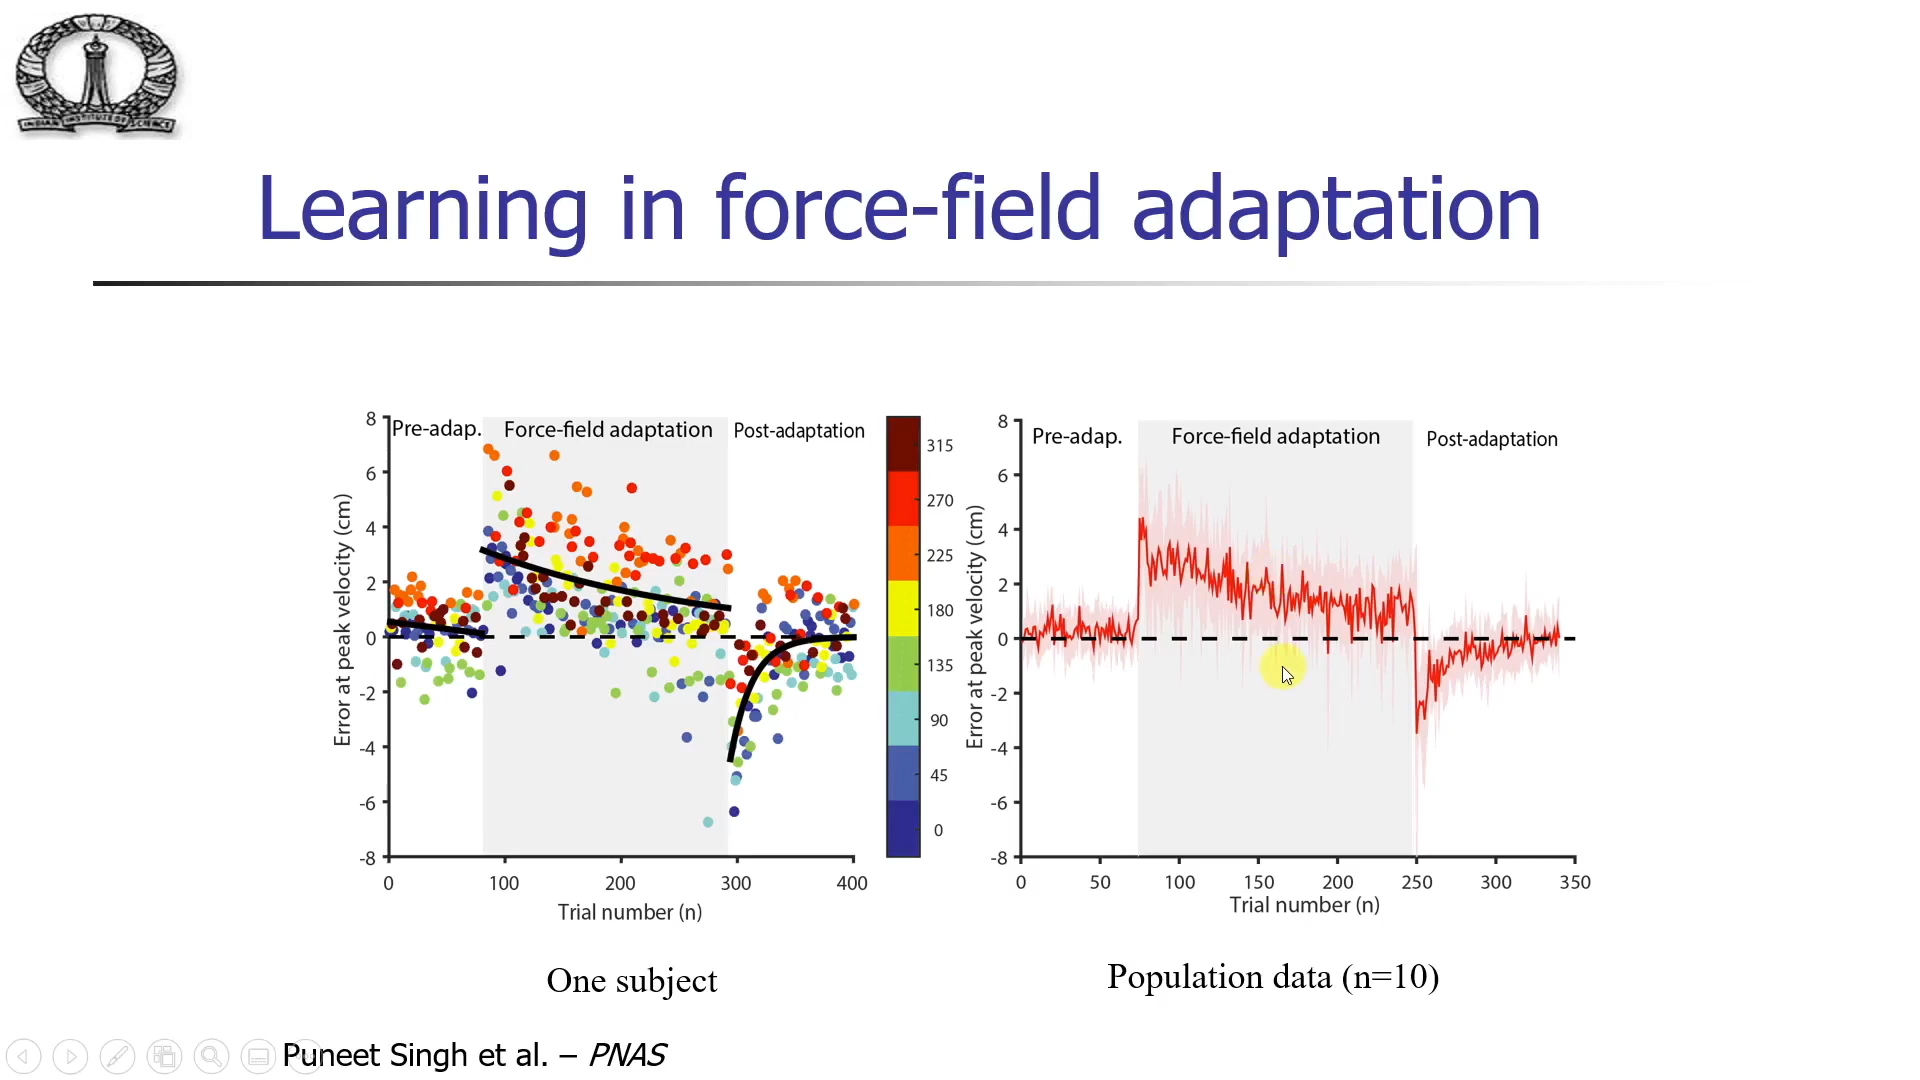 INDIAN INSTITUTE OF SCIENCE
Learning in force-field adaptation
Pre-adap.
Force-field adaptation
Post-adaptation
Error at peak velocity (cm)
8
6
4
2
0
-2
-4
-6
-8
0 100 200 300 400
Trial number (n)
315
270
225
180
135
90
45
0
Pre-adap.
Force-field adaptation
Post-adaptation
Error at peak velocity (cm)
8
6
4
2
0
-2
-4
-6
-8
0 50 100 150 200 250 300 350
Trial number (n)
One subject
Population data (n=10)
Puneet Singh et al. – PNAS